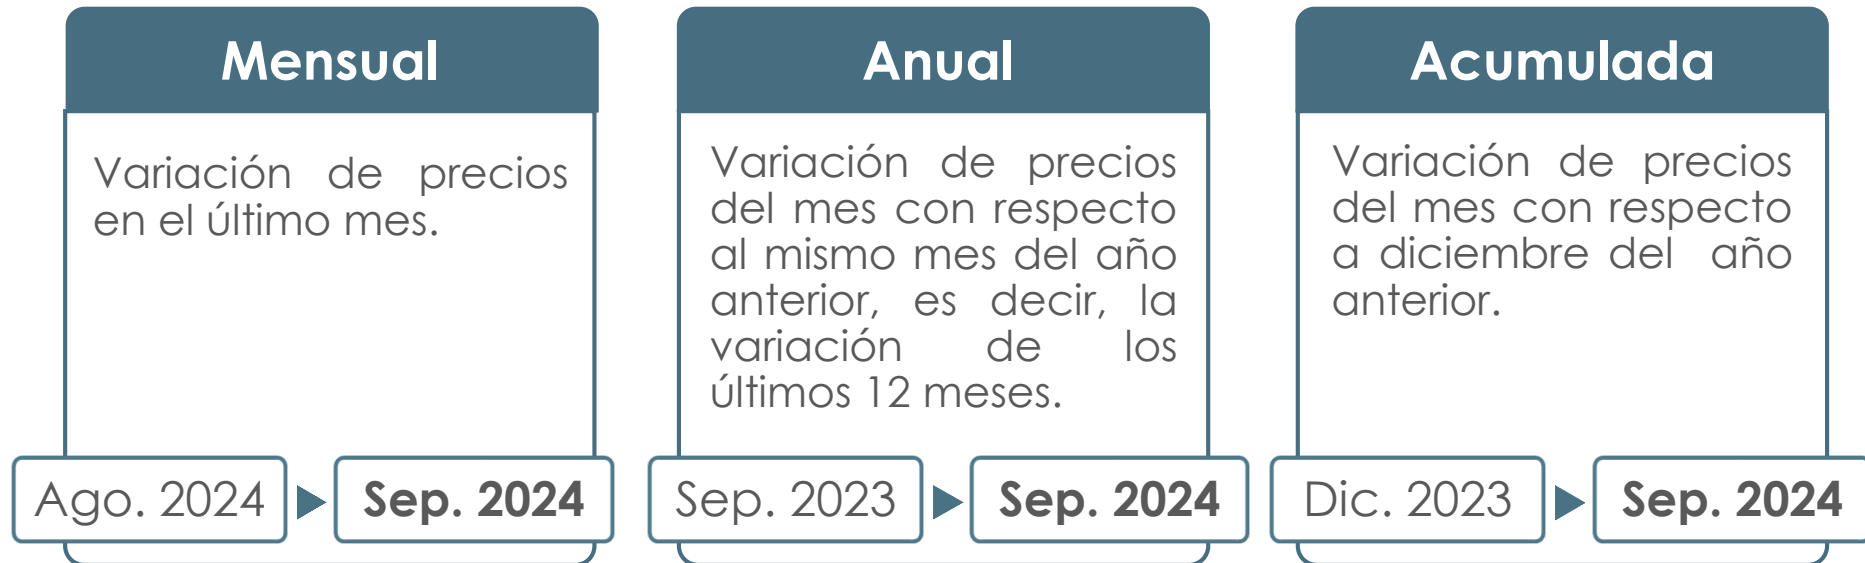 Mensual
Variación de precios
en el último mes.
Ago. 2024
Sep. 2024
Anual
Variación de precios
del mes con respecto
al mismo mes del año
anterior, es decir, la
variación de los
últimos 12 meses.
Sep. 2023
Sep. 2024
Acumulada
Variación de precios
del mes con respecto
a diciembre del año
anterior.
Dic. 2023
Sep. 2024